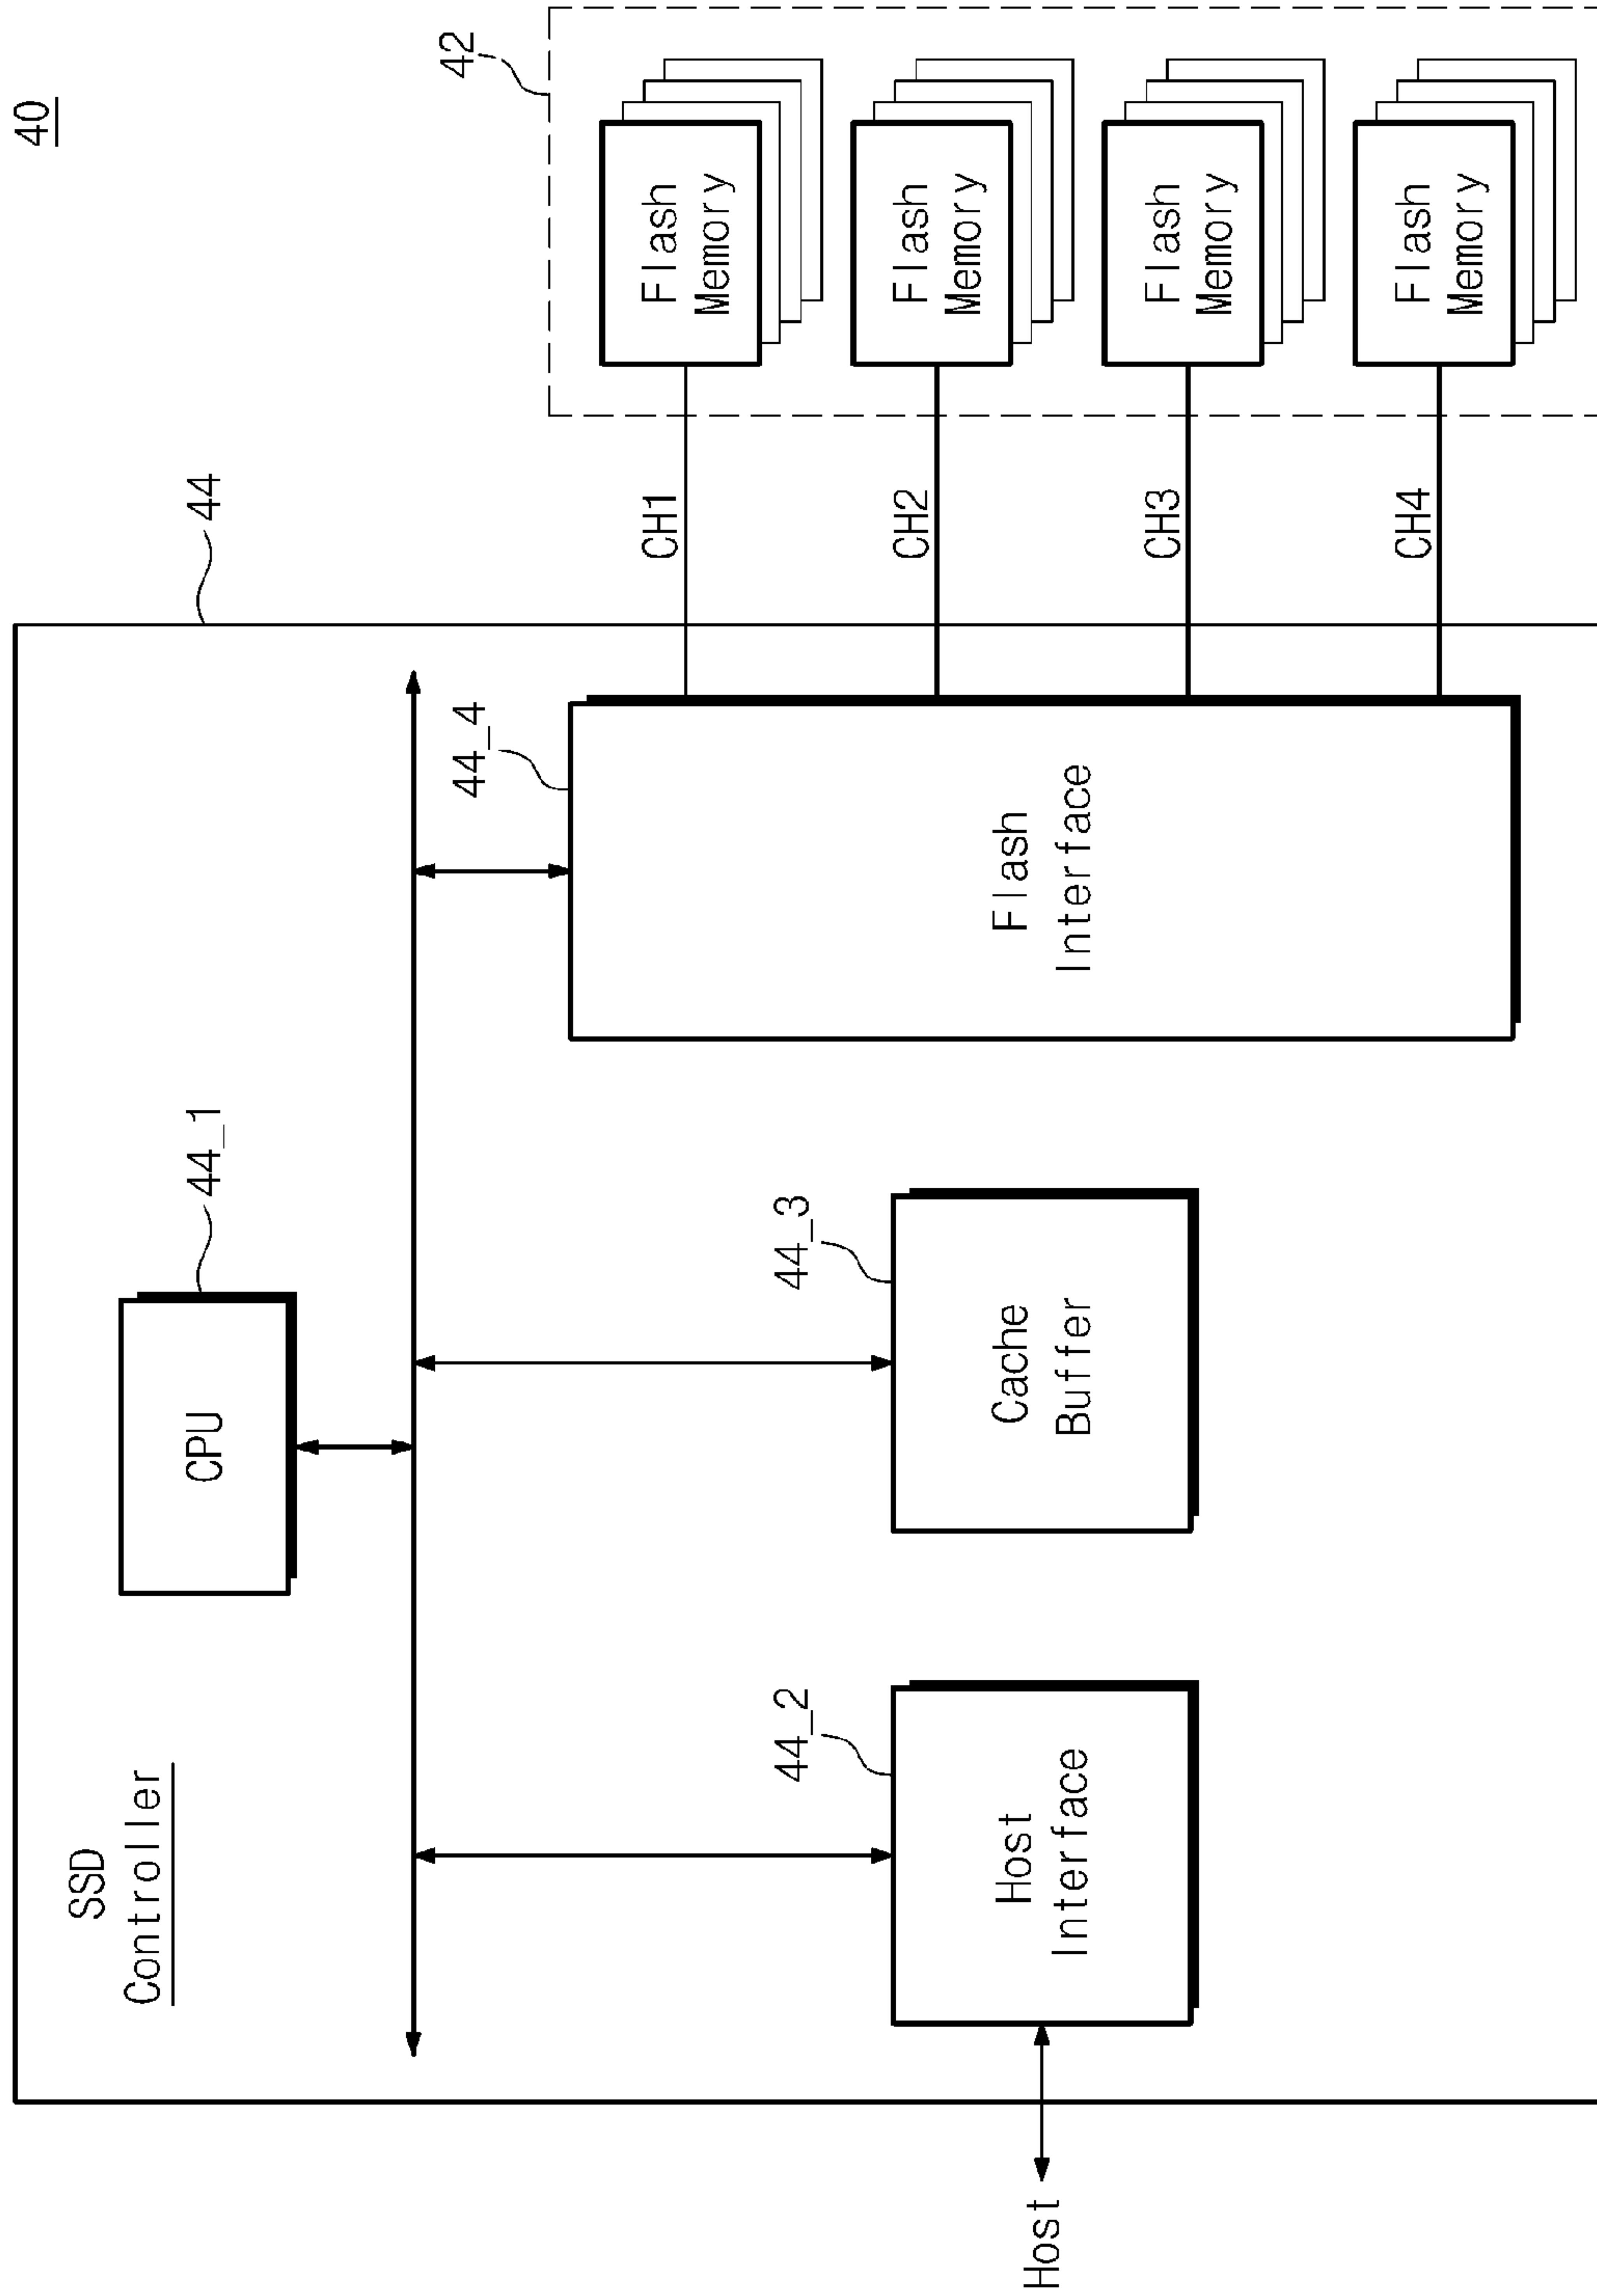 40
SSD
Controller
CPU
44_1
44
42
44_4
CH1
Flash
Memory
44_2
44_3
CH2
Flash
Memory
Host
Host
Interface
Cache
Buffer
Flash
Interface
CH3
Flash
Memory
CH4
Flash
Memory